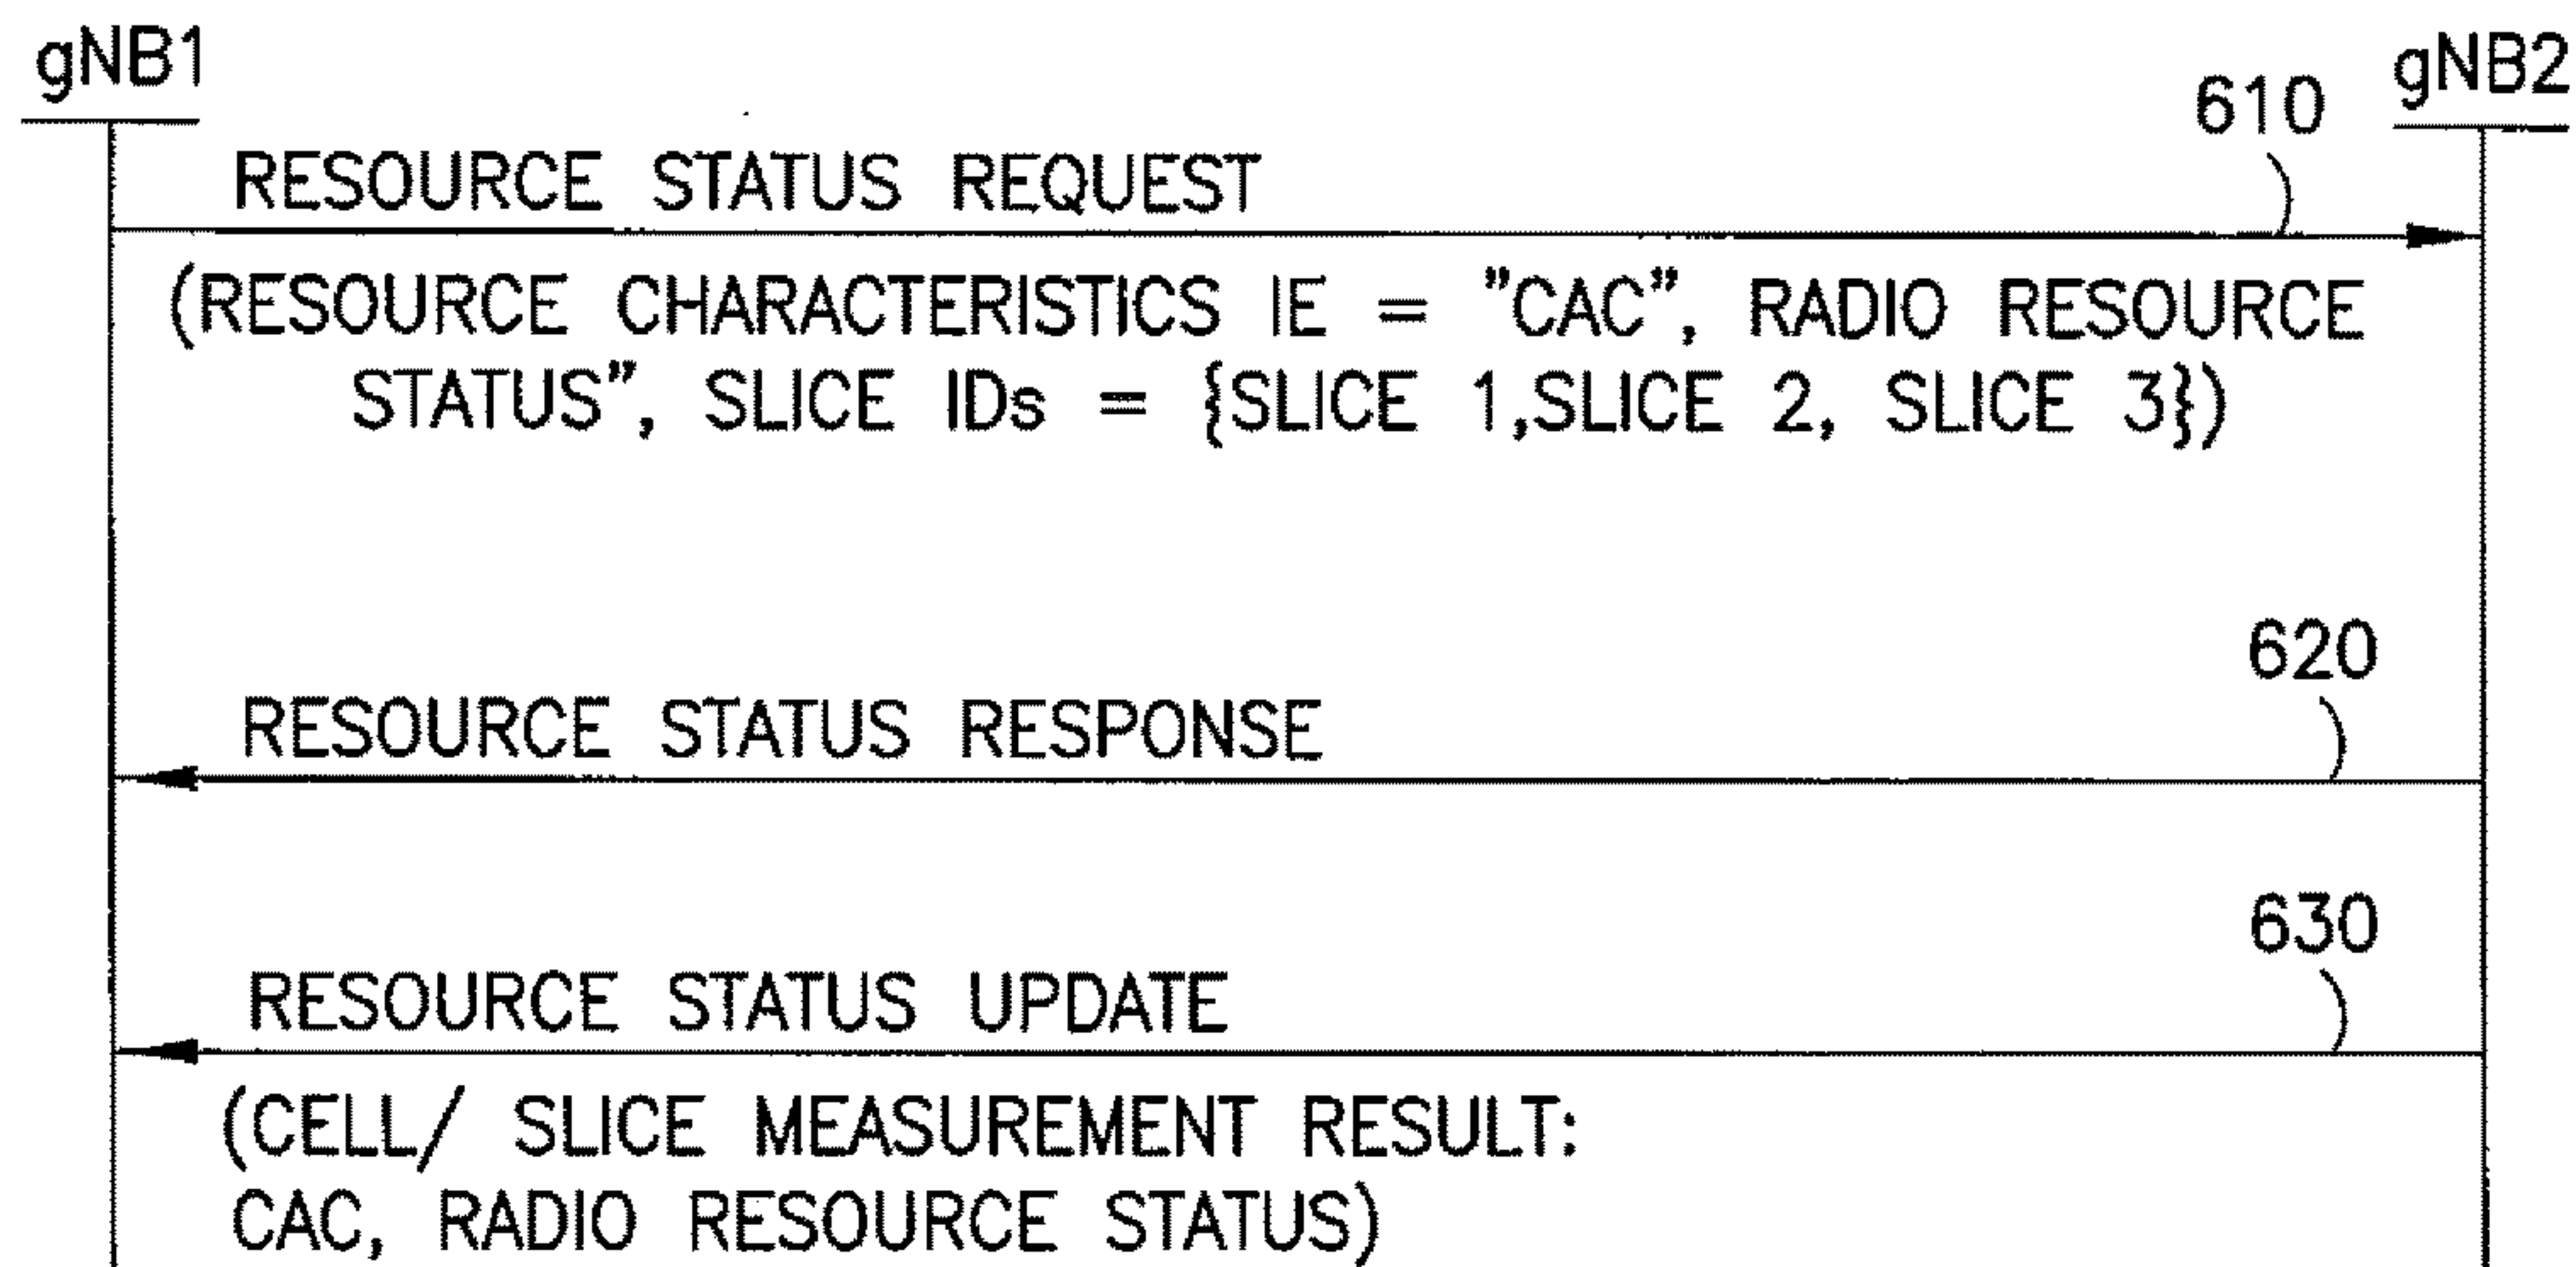 gNB1
gNB2
610
RESOURCE STATUS REQUEST
(RESOURCE CHARACTERISTICS IE = "CAC", RADIO RESOURCE
STATUS", SLICE IDs = {SLICE 1,SLICE 2, SLICE 3})
620
RESOURCE STATUS RESPONSE
630
RESOURCE STATUS UPDATE
(CELL/ SLICE MEASUREMENT RESULT:
CAC, RADIO RESOURCE STATUS)